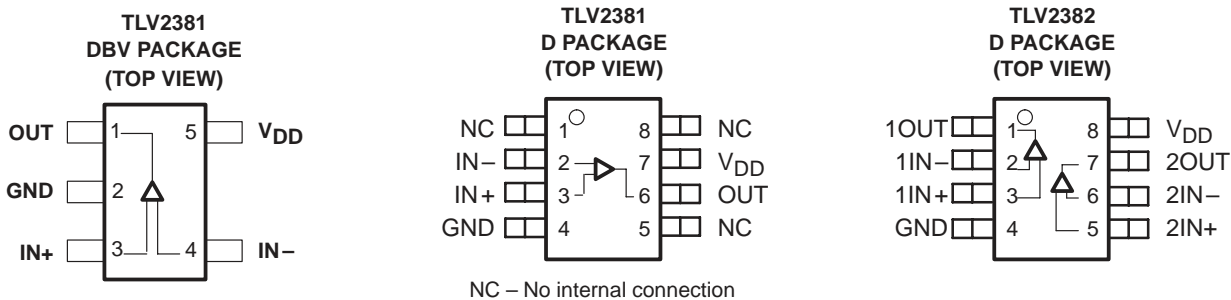 TLV2381
DBV PACKAGE
(TOP VIEW)
OUT 1 5 VDD
GND 2
IN+ 3 4 IN−
TLV2381
D PACKAGE
(TOP VIEW)
NC 1 8 NC
IN− 2 7 VDD
IN+ 3 6 OUT
GND 4 5 NC
NC – No internal connection
TLV2382
D PACKAGE
(TOP VIEW)
1OUT 1 8 VDD
1IN− 2 7 2OUT
1IN+ 3 6 2IN−
GND 4 5 2IN+